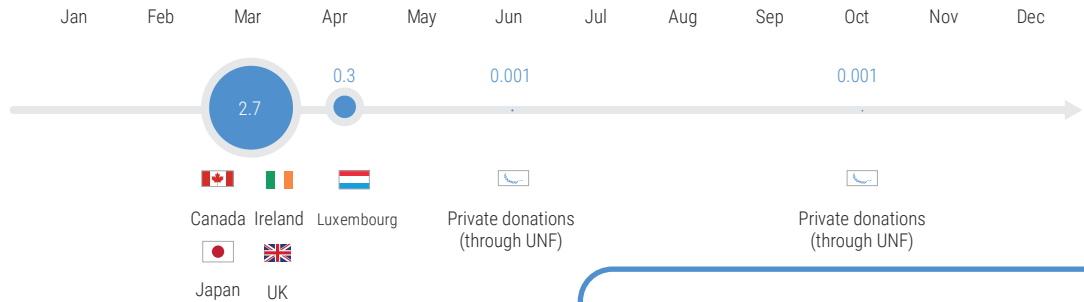 Jan Feb Mar Apr May Jun Jul Aug Sep Oct Nov Dec
0.3 0.001 0.001
2.7
Canada Ireland Luxembourg Private donations Private donations
(through UNF) (through UNF)
Japan UK